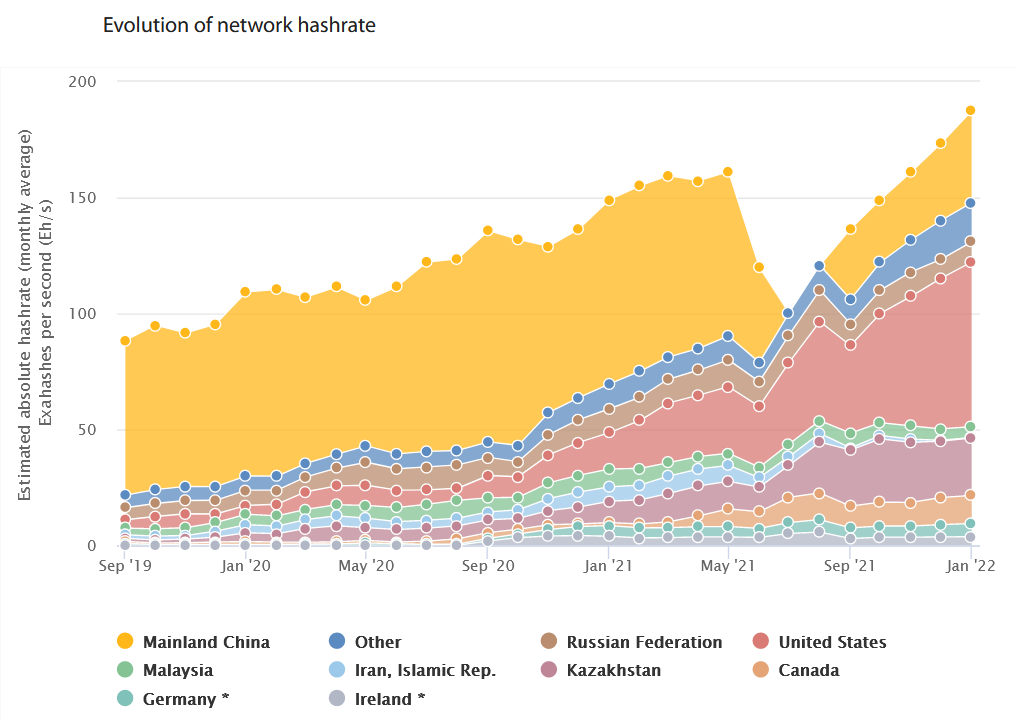 Evolution of network hashrate
Estimated absolute hashrate (monthly average)
Exahashes per second (Eh/s)
200
150
100
50
0
Sep '19 Jan '20 May '20 Sep '20 Jan '21 May '21 Sep '21 Jan '22
Mainland China Other Russian Federation United States
Malaysia Iran, Islamic Rep. Kazakhstan Canada
Germany * Ireland *